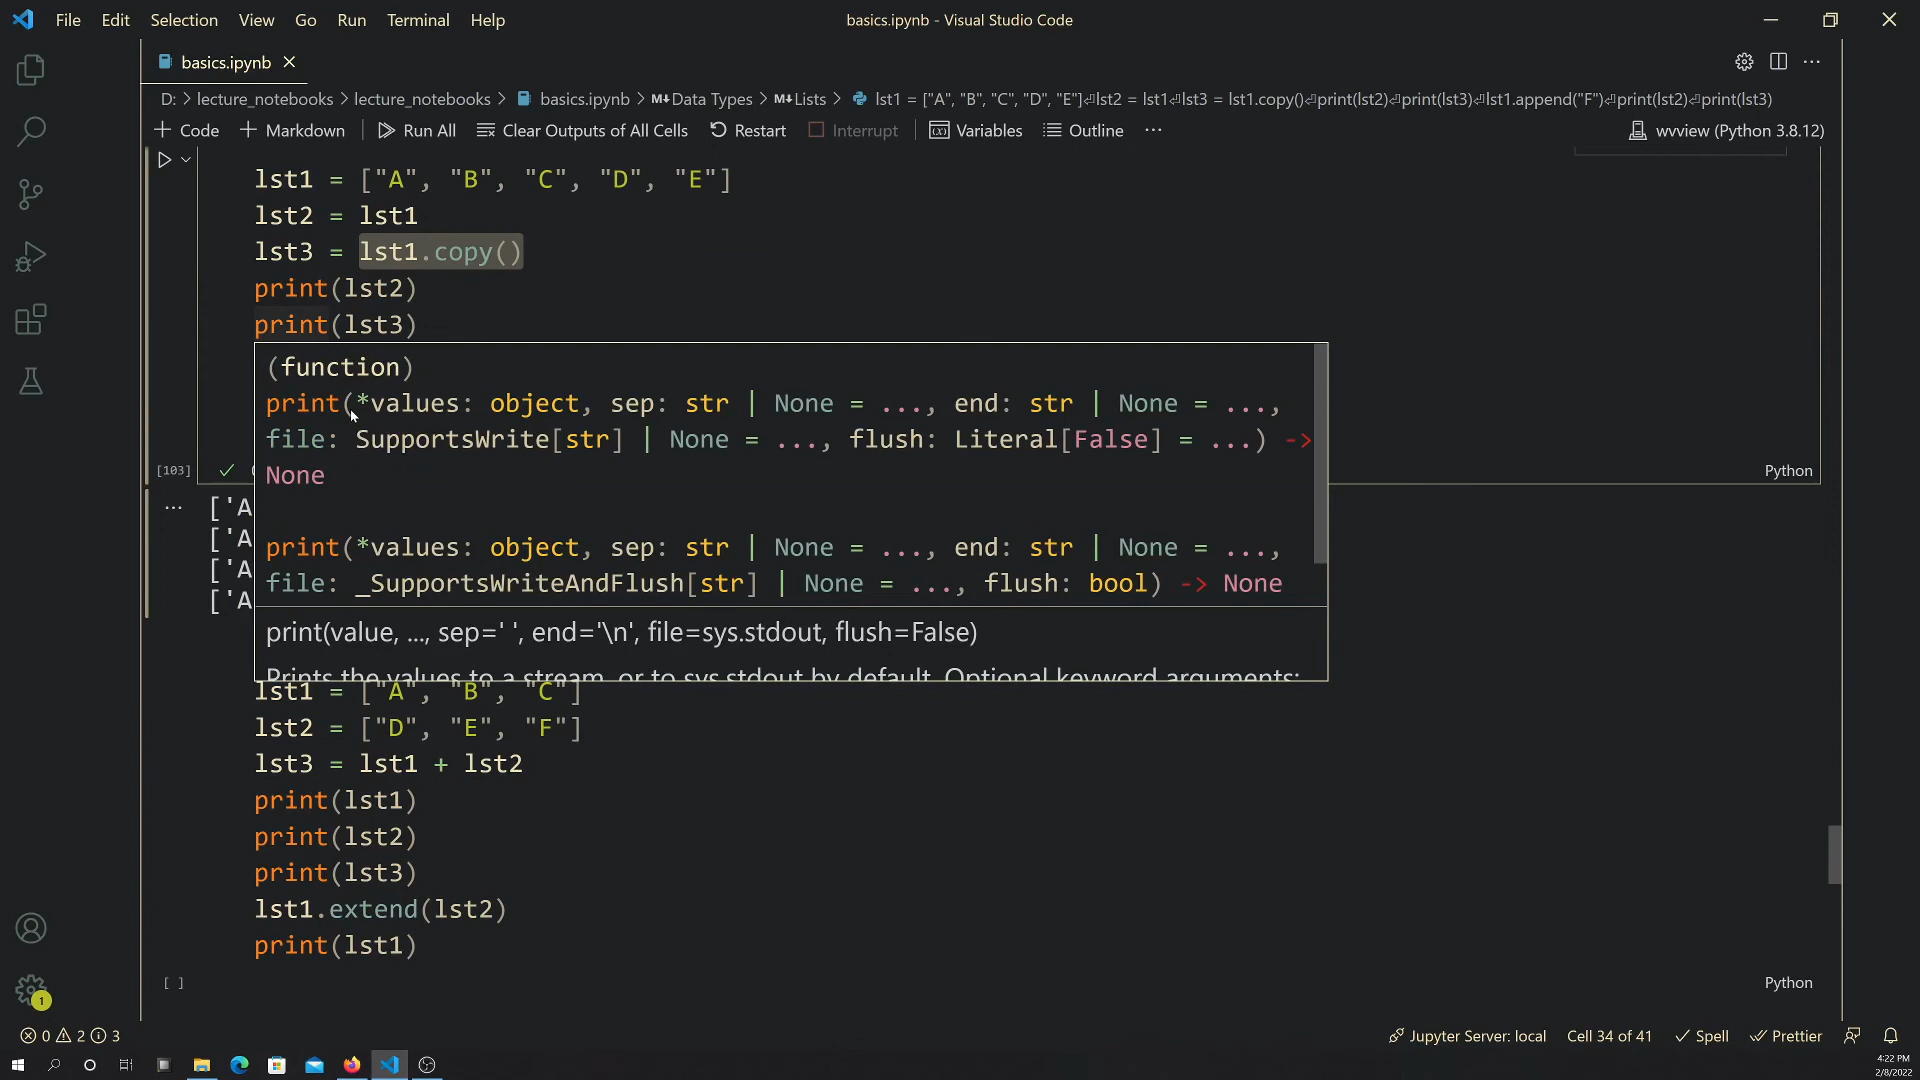 File Edit Selection View Go Run Terminal Help
basics.ipynb - Visual Studio Code
basics.ipynb
D: > lecture_notebooks > lecture_notebooks > basics.ipynb > M↓Data Types > M↓Lists > lst1 = ["A", "B", "C", "D", "E"]⏎lst2 = lst1⏎lst3 = lst1.copy()⏎print(lst2)⏎print(lst3)⏎lst1.append("F")⏎print(lst2)⏎print(lst3)
+ Code + Markdown | Run All Clear Outputs of All Cells Restart Interrupt | Variables Outline ... wvview (Python 3.8.12)
lst1 = ["A", "B", "C", "D", "E"]
lst2 = lst1
lst3 = lst1.copy()
print(lst2)
print(lst3)
(function)
print(*values: object, sep: str | None = ..., end: str | None = ...,
file: SupportsWrite[str] | None = ..., flush: Literal[False] = ...) ->
None
[103]
Python
print(*values: object, sep: str | None = ..., end: str | None = ...,
file: _SupportsWriteAndFlush[str] | None = ..., flush: bool) -> None
print(value, ..., sep=' ', end='\n', file=sys.stdout, flush=False)
Prints the values to a stream, or to sys.stdout by default. Optional keyword arguments:
['A
['A
['A
['A
lst1 = ["A", "B", "C"]
lst2 = ["D", "E", "F"]
lst3 = lst1 + lst2
print(lst1)
print(lst2)
print(lst3)
lst1.extend(lst2)
print(lst1)
[ ]
Python
1
0 2 3
Jupyter Server: local Cell 34 of 41 Spell Prettier
4:22 PM
2/8/2022